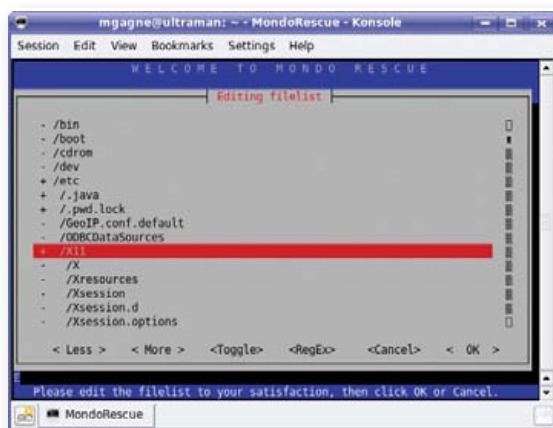 mgagne@ultraman: ~ - MondoRescue - Konsole
Session Edit View Bookmarks Settings Help
WELCOME TO MONDO RESCUE
Editing filelist
- /bin
- /boot
- /cdrom
- /dev
+ /etc
+ /.java
+ /.pwd.lock
- /GeoIP.conf.default
- /ODBCDataSources
+ /X11
- /X
- /Xresources
- /Xsession
- /Xsession.d
- /Xsession.options
< Less > < More > <Toggle> <RegEx> <Cancel> < OK >
Please edit the filelist to your satisfaction, then click OK or Cancel.
MondoRescue